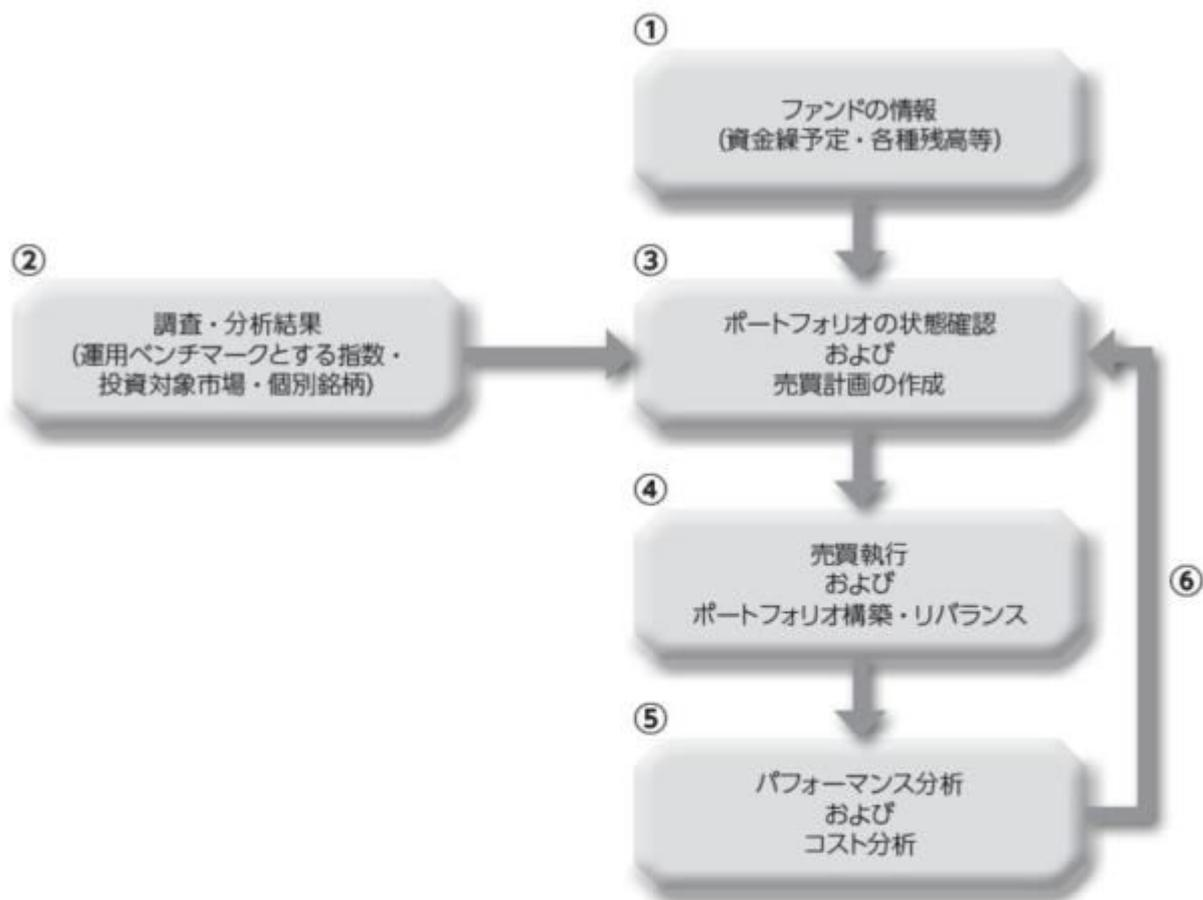 ①
ファンドの情報
(資金繰予定・各種残高等)
②
調査・分析結果
(運用ベンチマークとする指数・
投資対象市場・個別銘柄)
③
ポートフォリオの状態確認
および
売買計画の作成
④
売買執行
および
ポートフォリオ構築・リバランス
⑥
⑤
パフォーマンス分析
および
コスト分析